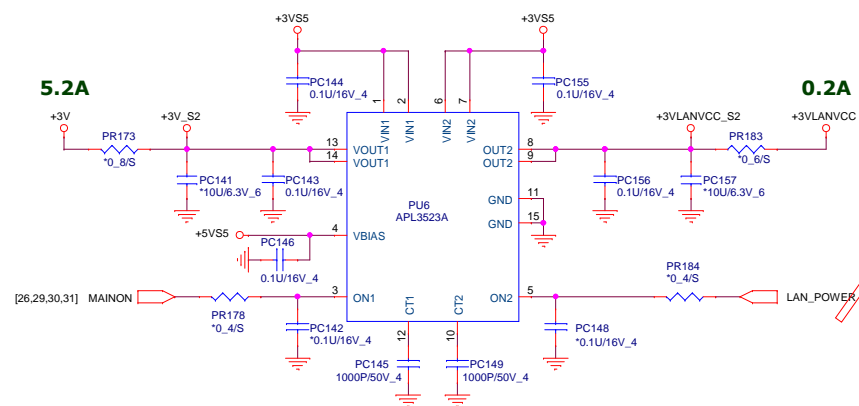 +3VS5
+3VS5
5.2A
0.2A
PC144
0.1U/16V_4
PC155
0.1U/16V_4
1
2
6
7
VIN1
VIN1
VIN2
VIN2
+3V
+3V_S2
+3VLANVCC_S2
+3VLANVCC
PR173
*0_8/S
PR183
*0_6/S
13
14
VOUT1
VOUT1
OUT2
OUT2
8
9
PC141
*10U/6.3V_6
PC143
0.1U/16V_4
PC156
0.1U/16V_4
PC157
*10U/6.3V_6
PU6
APL3523A
GND
11
GND
15
+5VS5
4
VBIAS
PC146
0.1U/16V_4
[26,29,30,31] MAINON
PR178
*0_4/S
3
ON1
CT1
CT2
ON2
5
PR184
*0_4/S
LAN_POWER
PC142
*0.1U/16V_4
12
10
PC148
*0.1U/16V_4
PC145
1000P/50V_4
PC149
1000P/50V_4